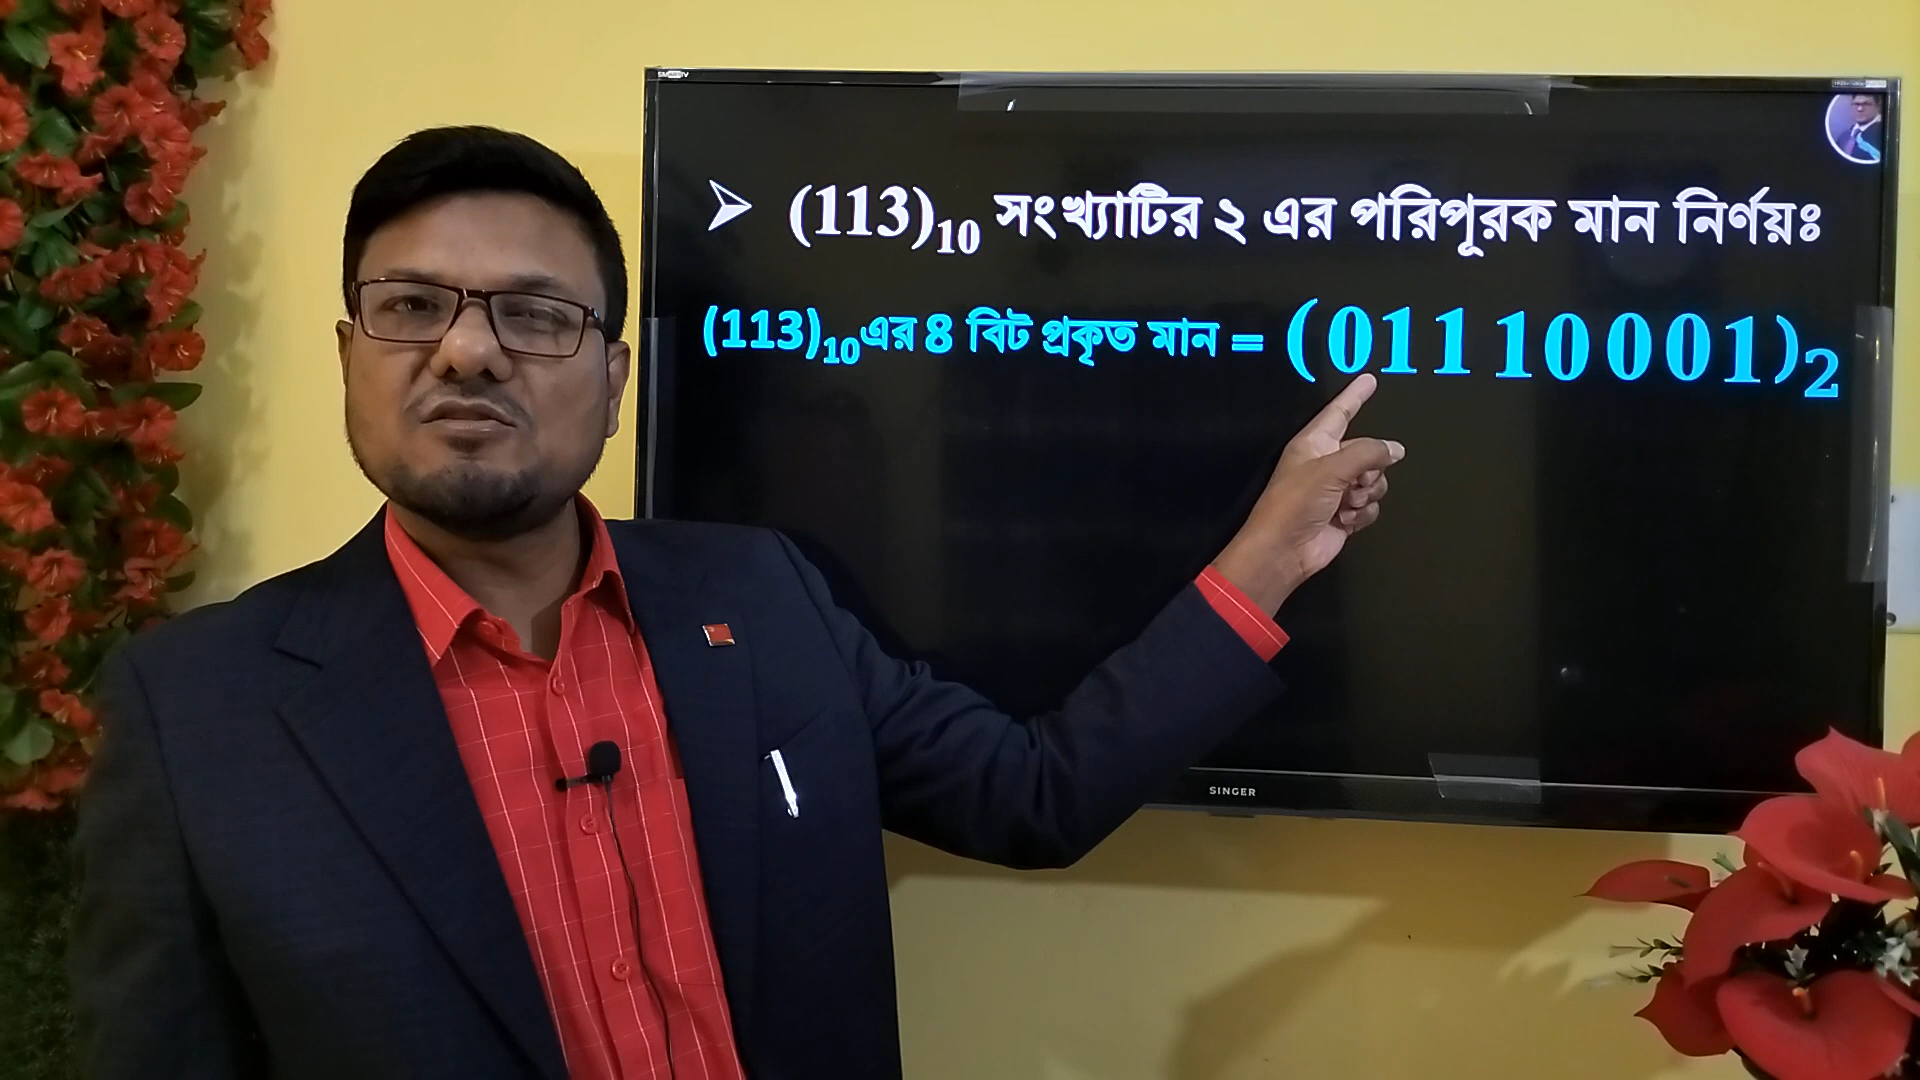 ➢ (113)₁₀ সংখ্যাটির ২ এর পরিপূরক মান নির্ণয়ঃ
(113)₁₀এর 8 বিট প্রকৃত মান = (01110001)₂
SINGER